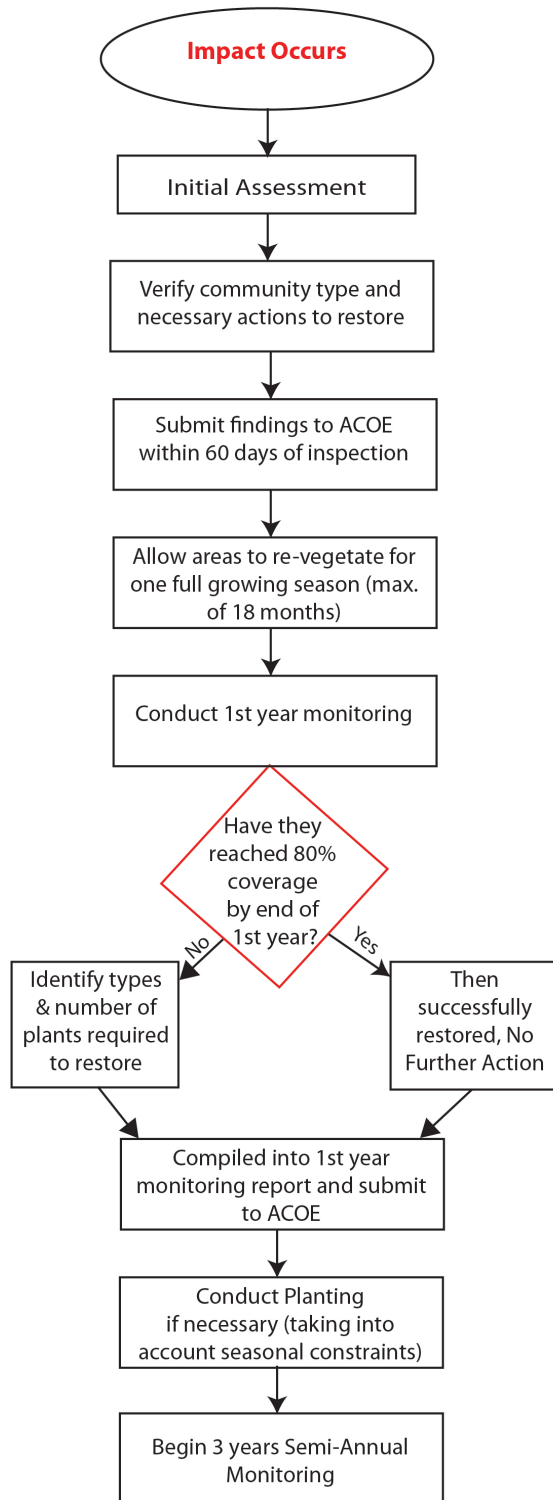 Impact Occurs
Initial Assessment
Verify community type and
necessary actions to restore
Submit findings to ACOE
within 60 days of inspection
Allow areas to re-vegetate for
one full growing season (max.
of 18 months)
Conduct 1st year monitoring
Have they
reached 80%
coverage
by end of
1st year?
No
Yes
Identify types
& number of
plants required
to restore
Then
successfully
restored, No
Further Action
Compiled into 1st year
monitoring report and submit
to ACOE
Conduct Planting
if necessary (taking into
account seasonal constraints)
Begin 3 years Semi-Annual
Monitoring